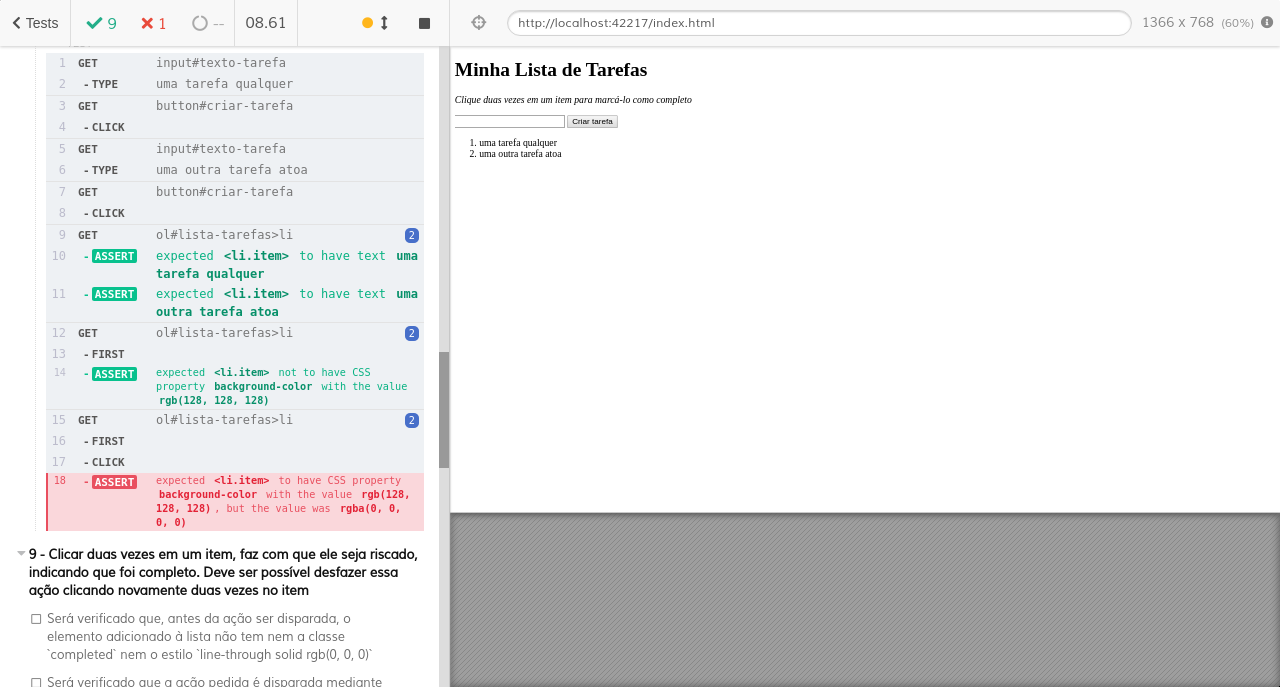 Tests
9
1
--
08.61
http://localhost:42217/index.html
1366 x 768 (60%)
1 GET input#texto-tarefa
2 - TYPE uma tarefa qualquer
3 GET button#criar-tarefa
4 - CLICK
5 GET input#texto-tarefa
6 - TYPE uma outra tarefa atoa
7 GET button#criar-tarefa
8 - CLICK
9 GET ol#lista-tarefas>li 2
10 - ASSERT expected <li.item> to have text uma
tarefa qualquer
11 - ASSERT expected <li.item> to have text uma
outra tarefa atoa
12 GET ol#lista-tarefas>li 2
13 - FIRST
14 - ASSERT expected <li.item> not to have CSS
property background-color with the value
rgb(128, 128, 128)
15 GET ol#lista-tarefas>li 2
16 - FIRST
17 - CLICK
18 - ASSERT expected <li.item> to have CSS property
background-color with the value rgb(128,
128, 128), but the value was rgba(0, 0,
0, 0)
9 - Clicar duas vezes em um item, faz com que ele seja riscado,
indicando que foi completo. Deve ser possível desfazer essa
ação clicando novamente duas vezes no item
Será verificado que, antes da ação ser disparada, o
elemento adicionado à lista não tem nem a classe
`completed` nem o estilo `line-through solid rgb(0, 0, 0)`
Será verificado que a ação pedida é disparada mediante
Minha Lista de Tarefas
Clique duas vezes em um item para marcá-lo como completo
Criar tarefa
1. uma tarefa qualquer
2. uma outra tarefa atoa